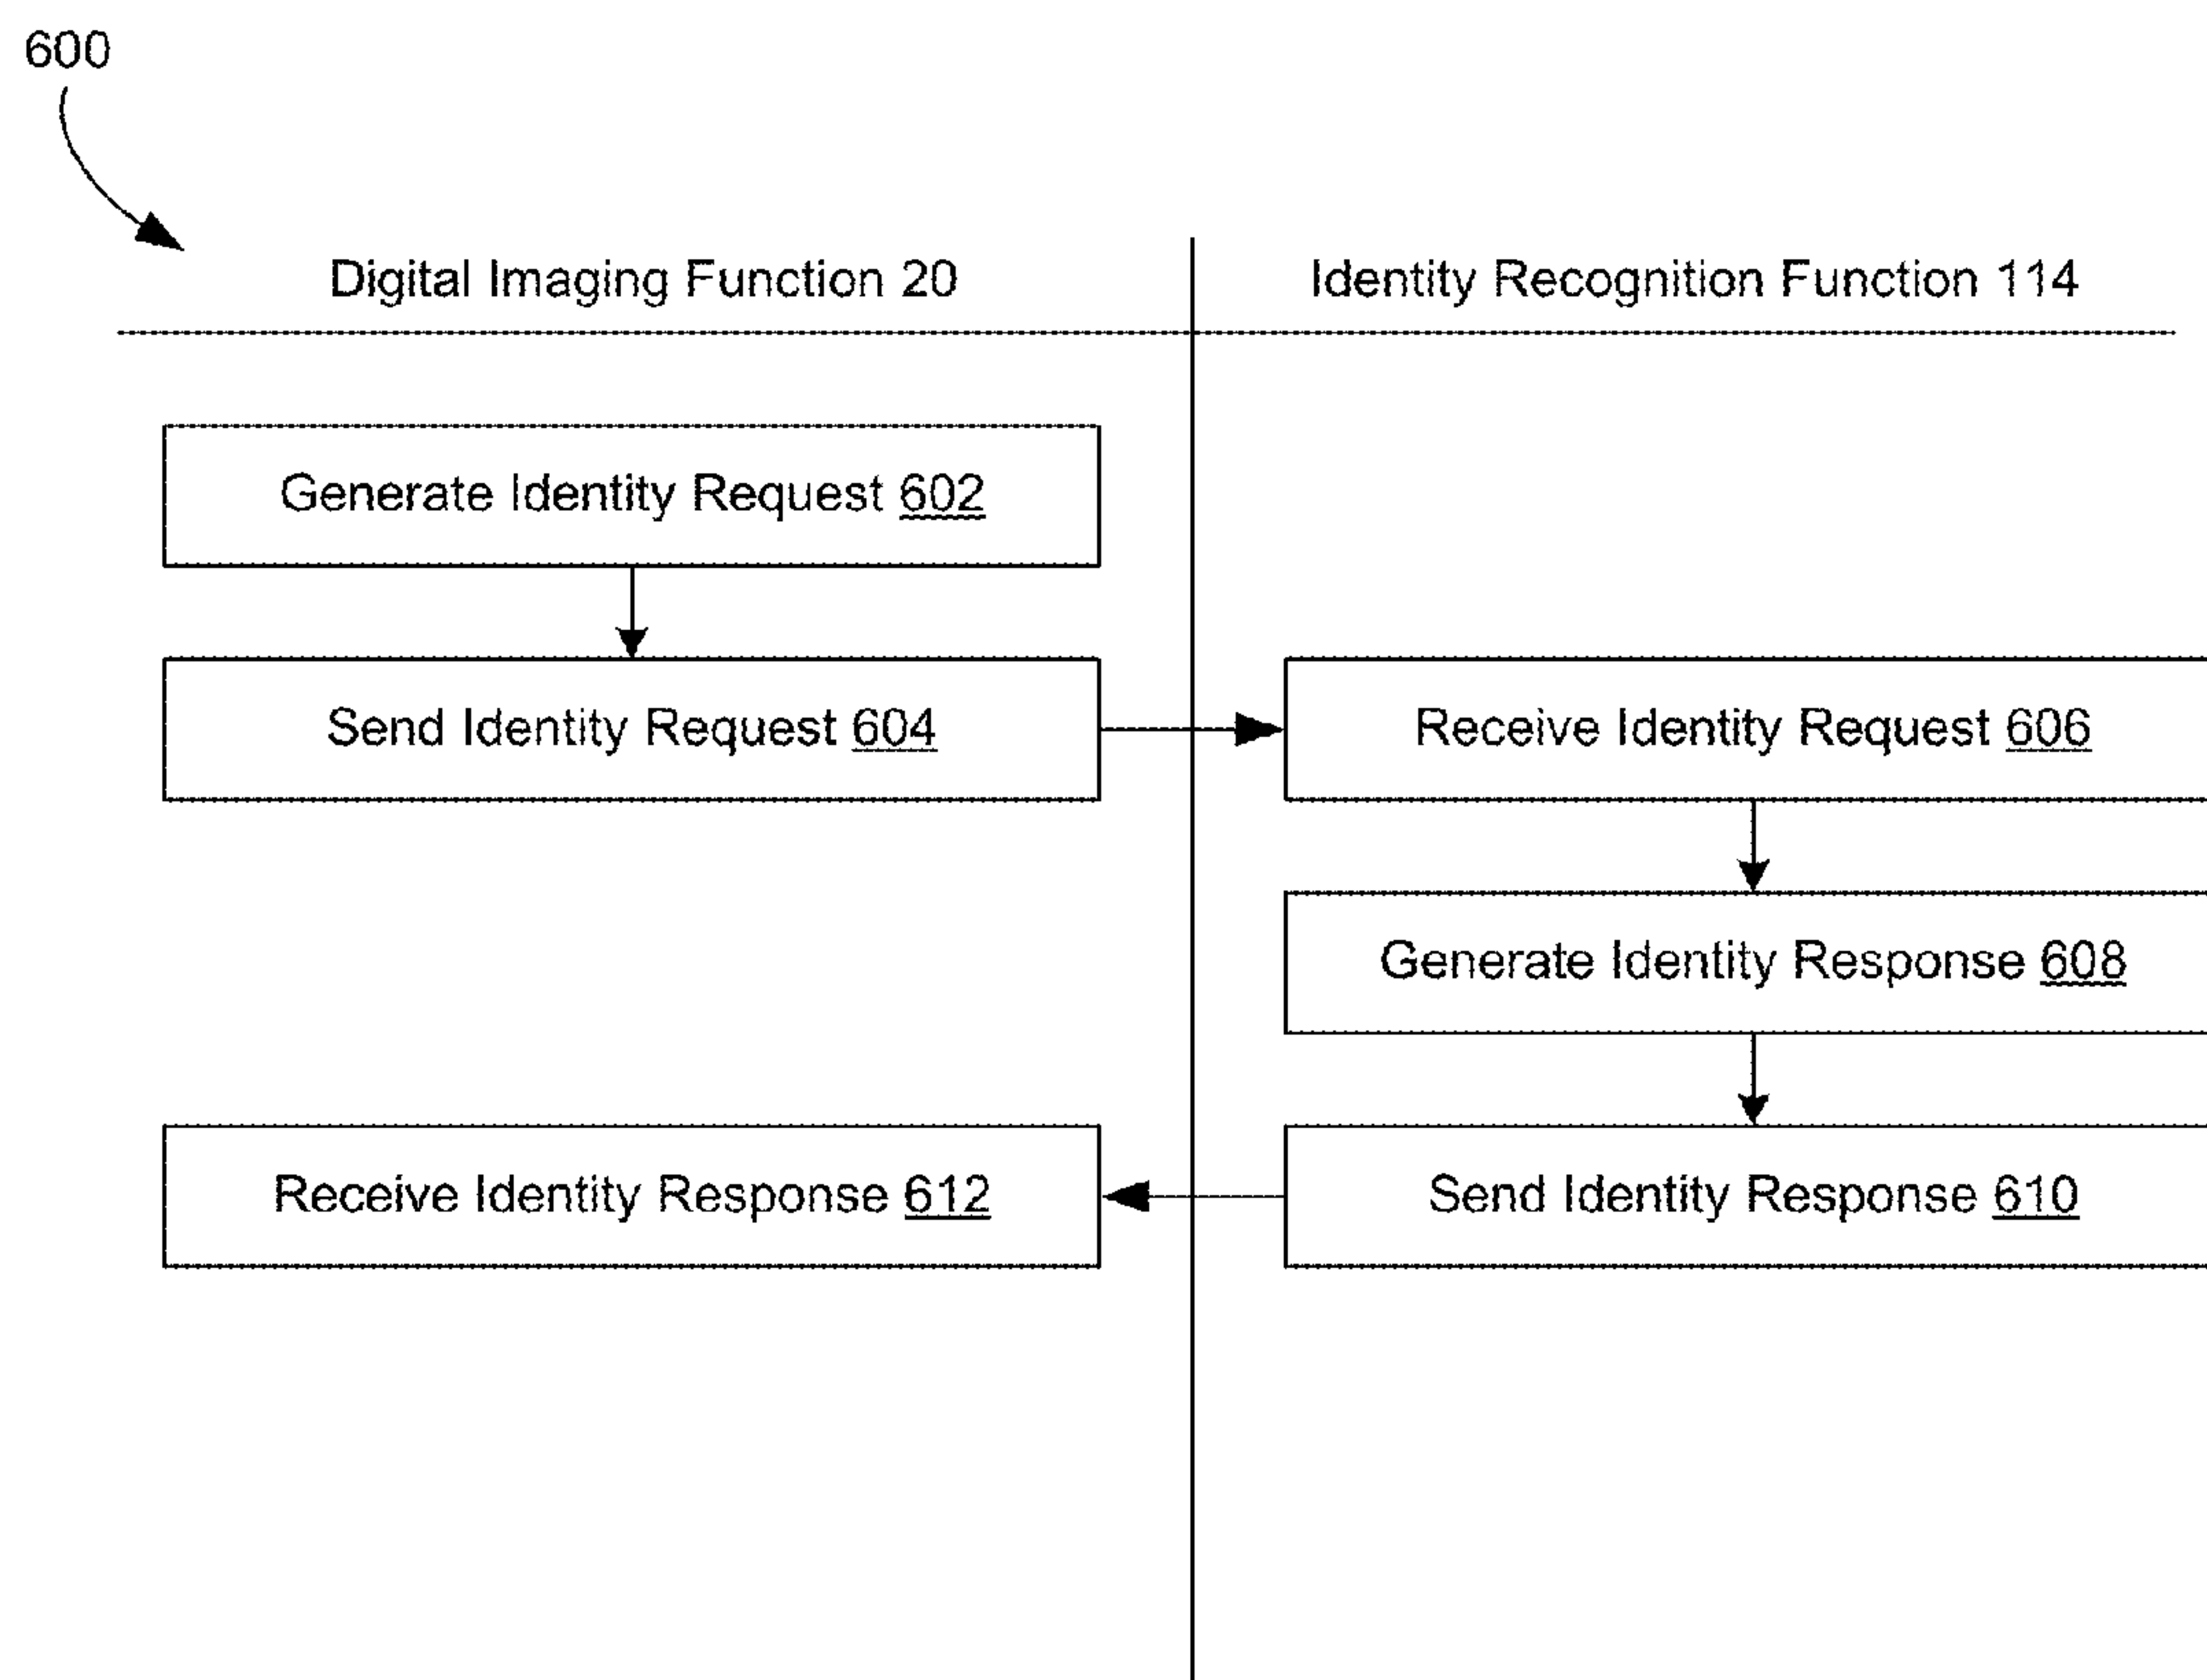 600
Digital Imaging Function 20
Identity Recognition Function 114
Generate Identity Request 602
Send Identity Request 604
Receive Identity Request 606
Generate Identity Response 608
Send Identity Response 610
Receive Identity Response 612